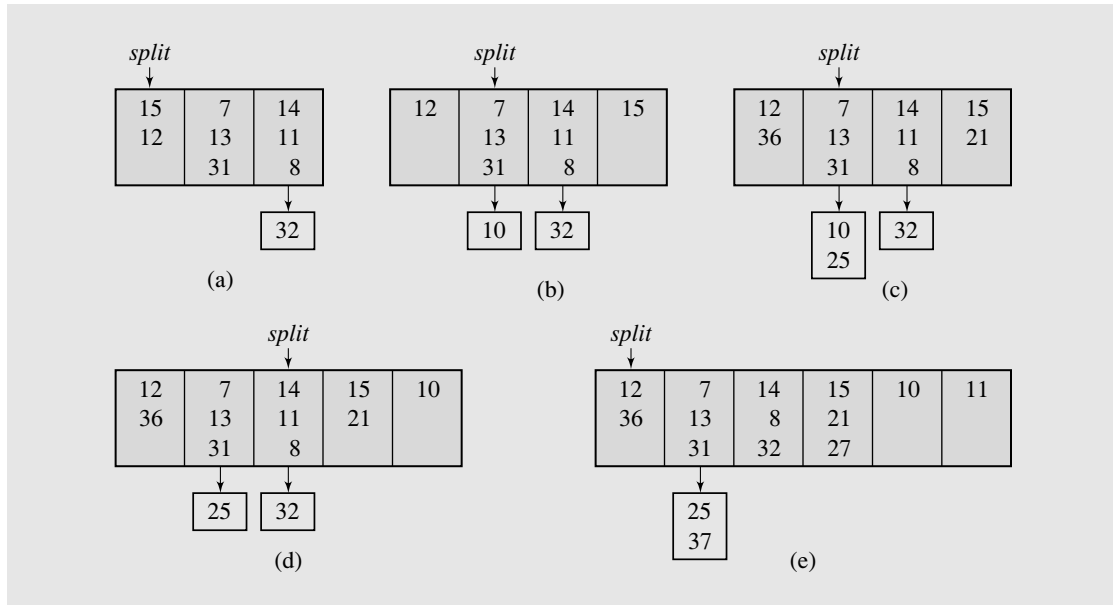 split
split
split
15 7 14
12 13 11
31 8
32
(a)
12 7 14 15
13 11
31 8
10 32
(b)
12 7 14 15
36 13 11 21
31 8
10 32
25
(c)
split
split
12 7 14 15 10
36 13 11 21
31 8
25 32
(d)
12 7 14 15 10 11
36 13 8 21
31 32 27
25
37
(e)